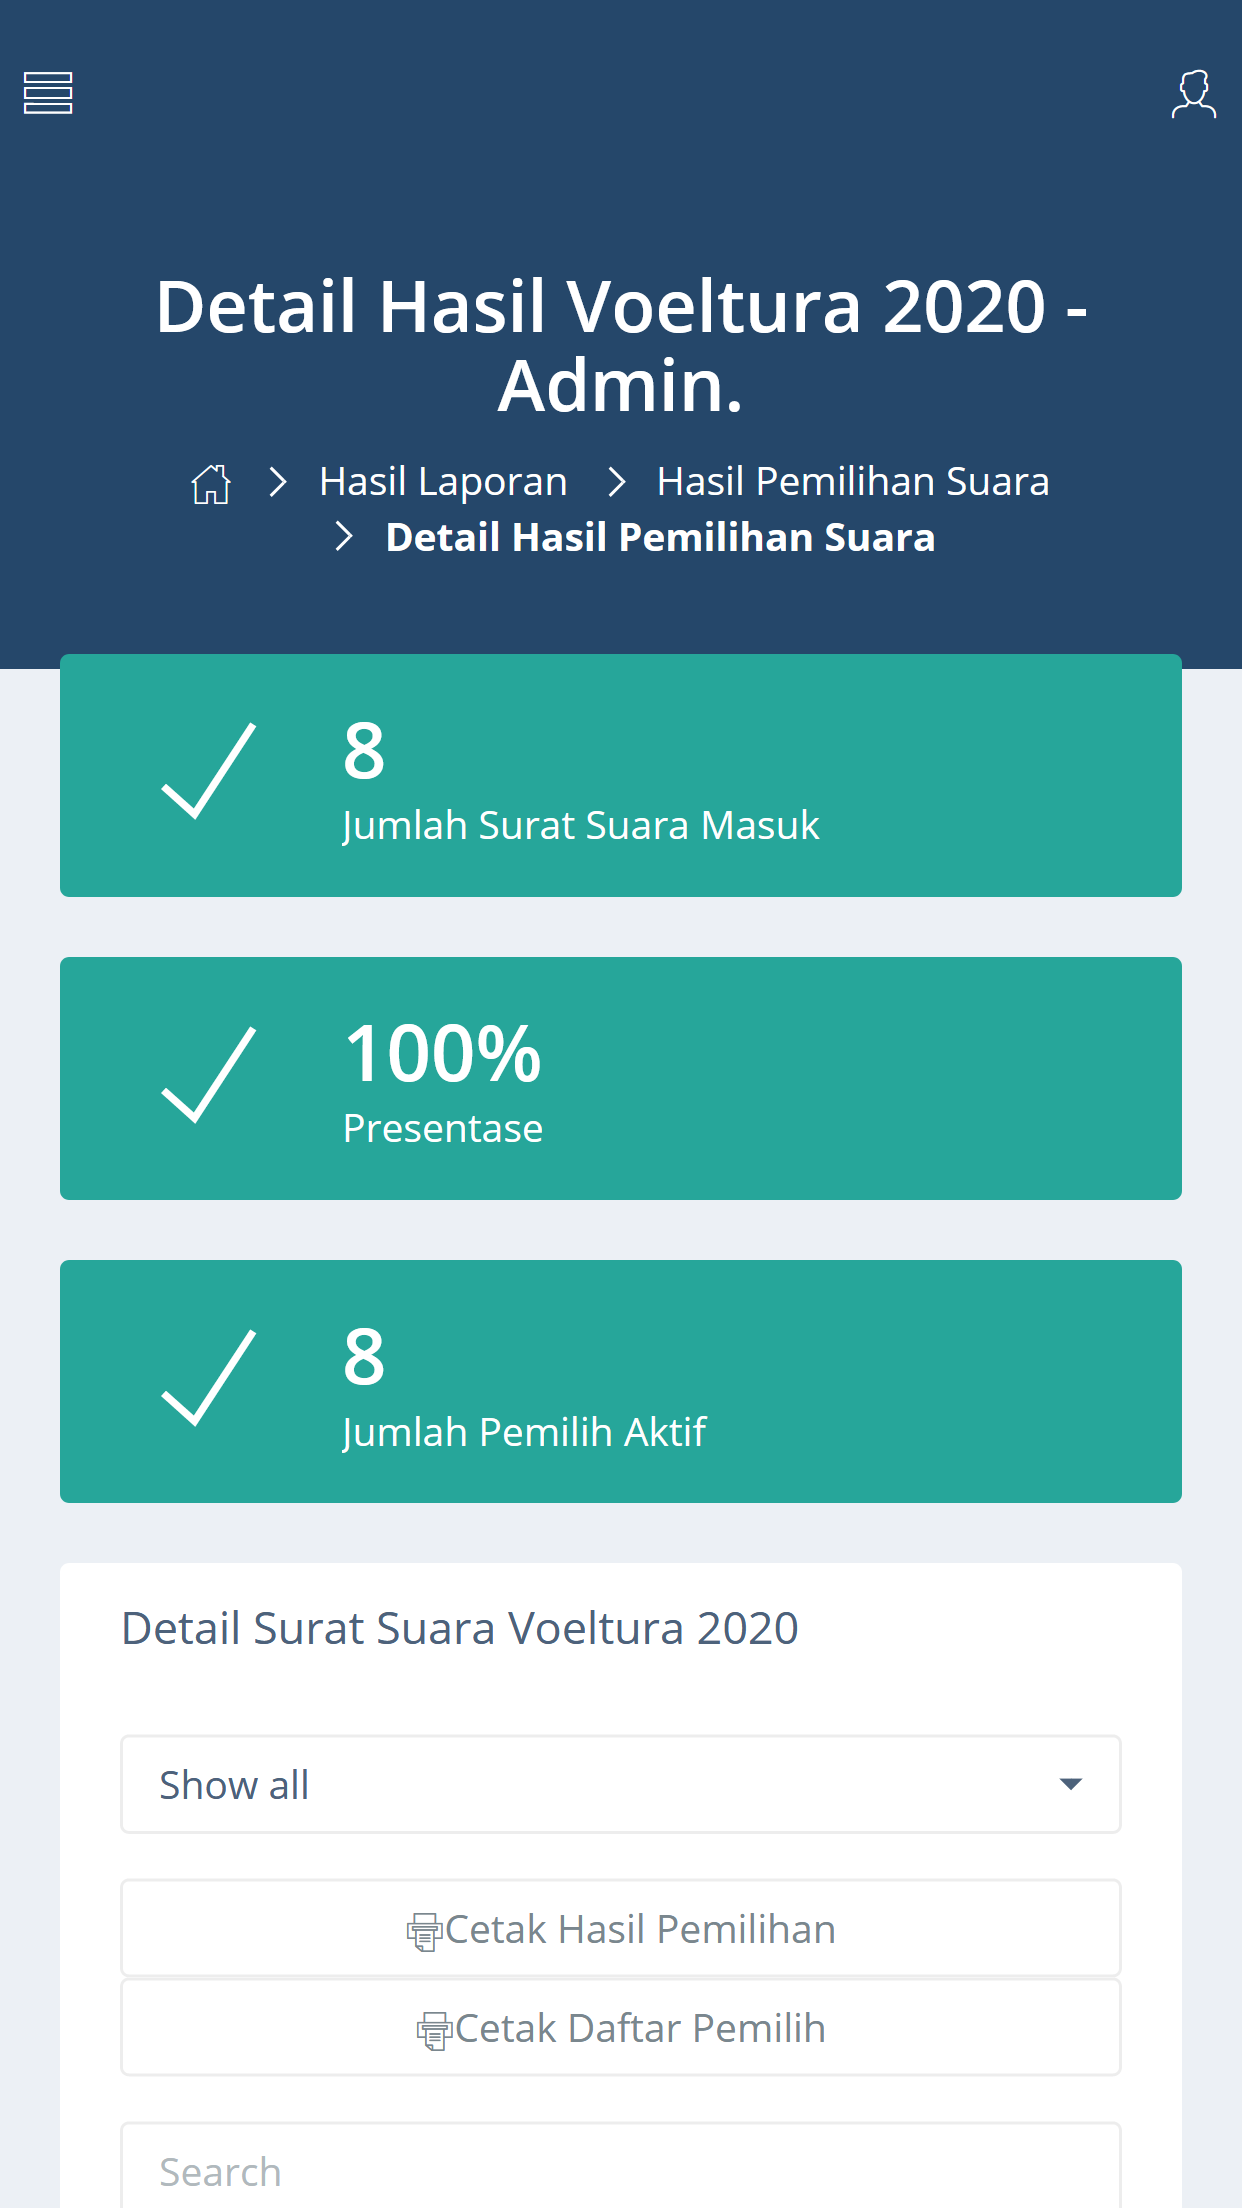 Detail Hasil Voeltura 2020 -
Admin.
Hasil Laporan Hasil Pemilihan Suara
Detail Hasil Pemilihan Suara
8
Jumlah Surat Suara Masuk
100%
Presentase
8
Jumlah Pemilih Aktif
Detail Surat Suara Voeltura 2020
Show all
Cetak Hasil Pemilihan
Cetak Daftar Pemilih
Search